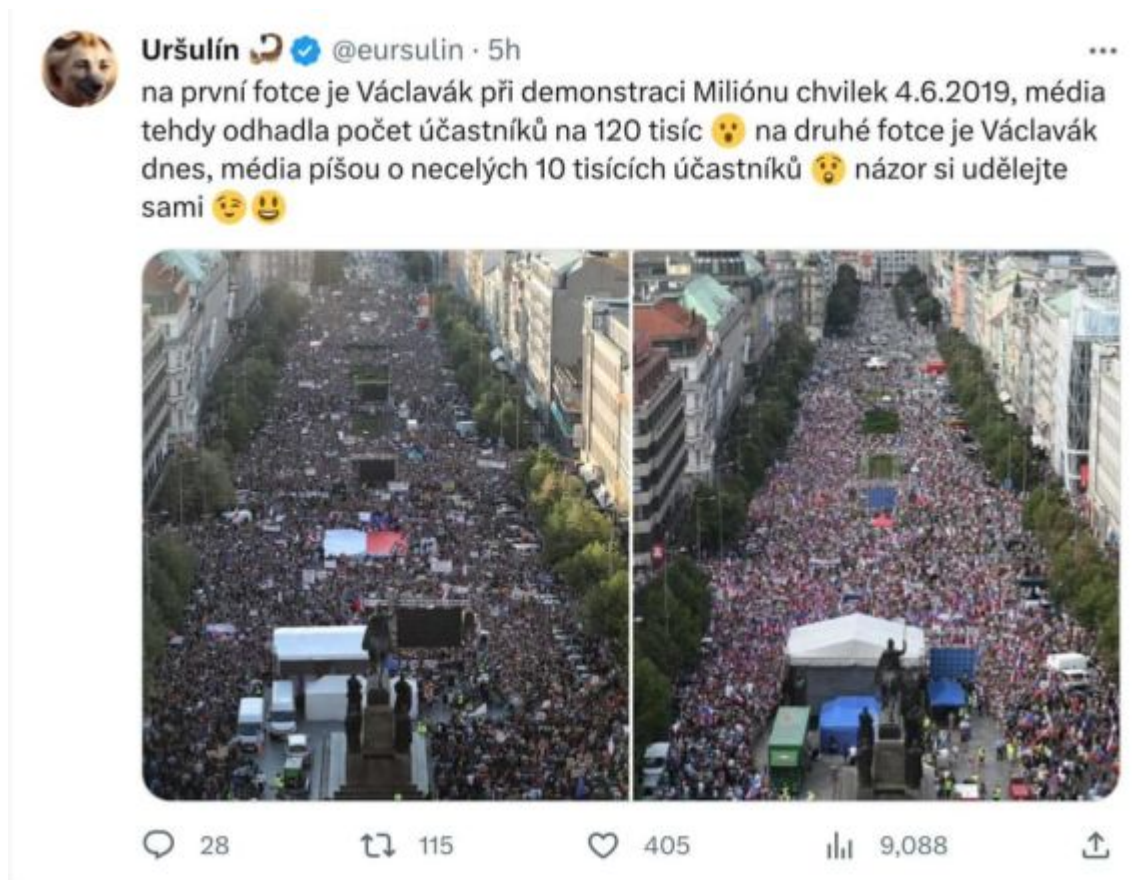 Uršulín @eursulin · 5h
na první fotce je Václavák při demonstraci Miliónu chvilek 4.6.2019, média
tehdy odhadla počet účastníků na 120 tisíc 😮 na druhé fotce je Václavák
dnes, média píšou o necelých 10 tisících účastníků 😲 názor si udělejte
sami 😉😃
28 115 405 9,088